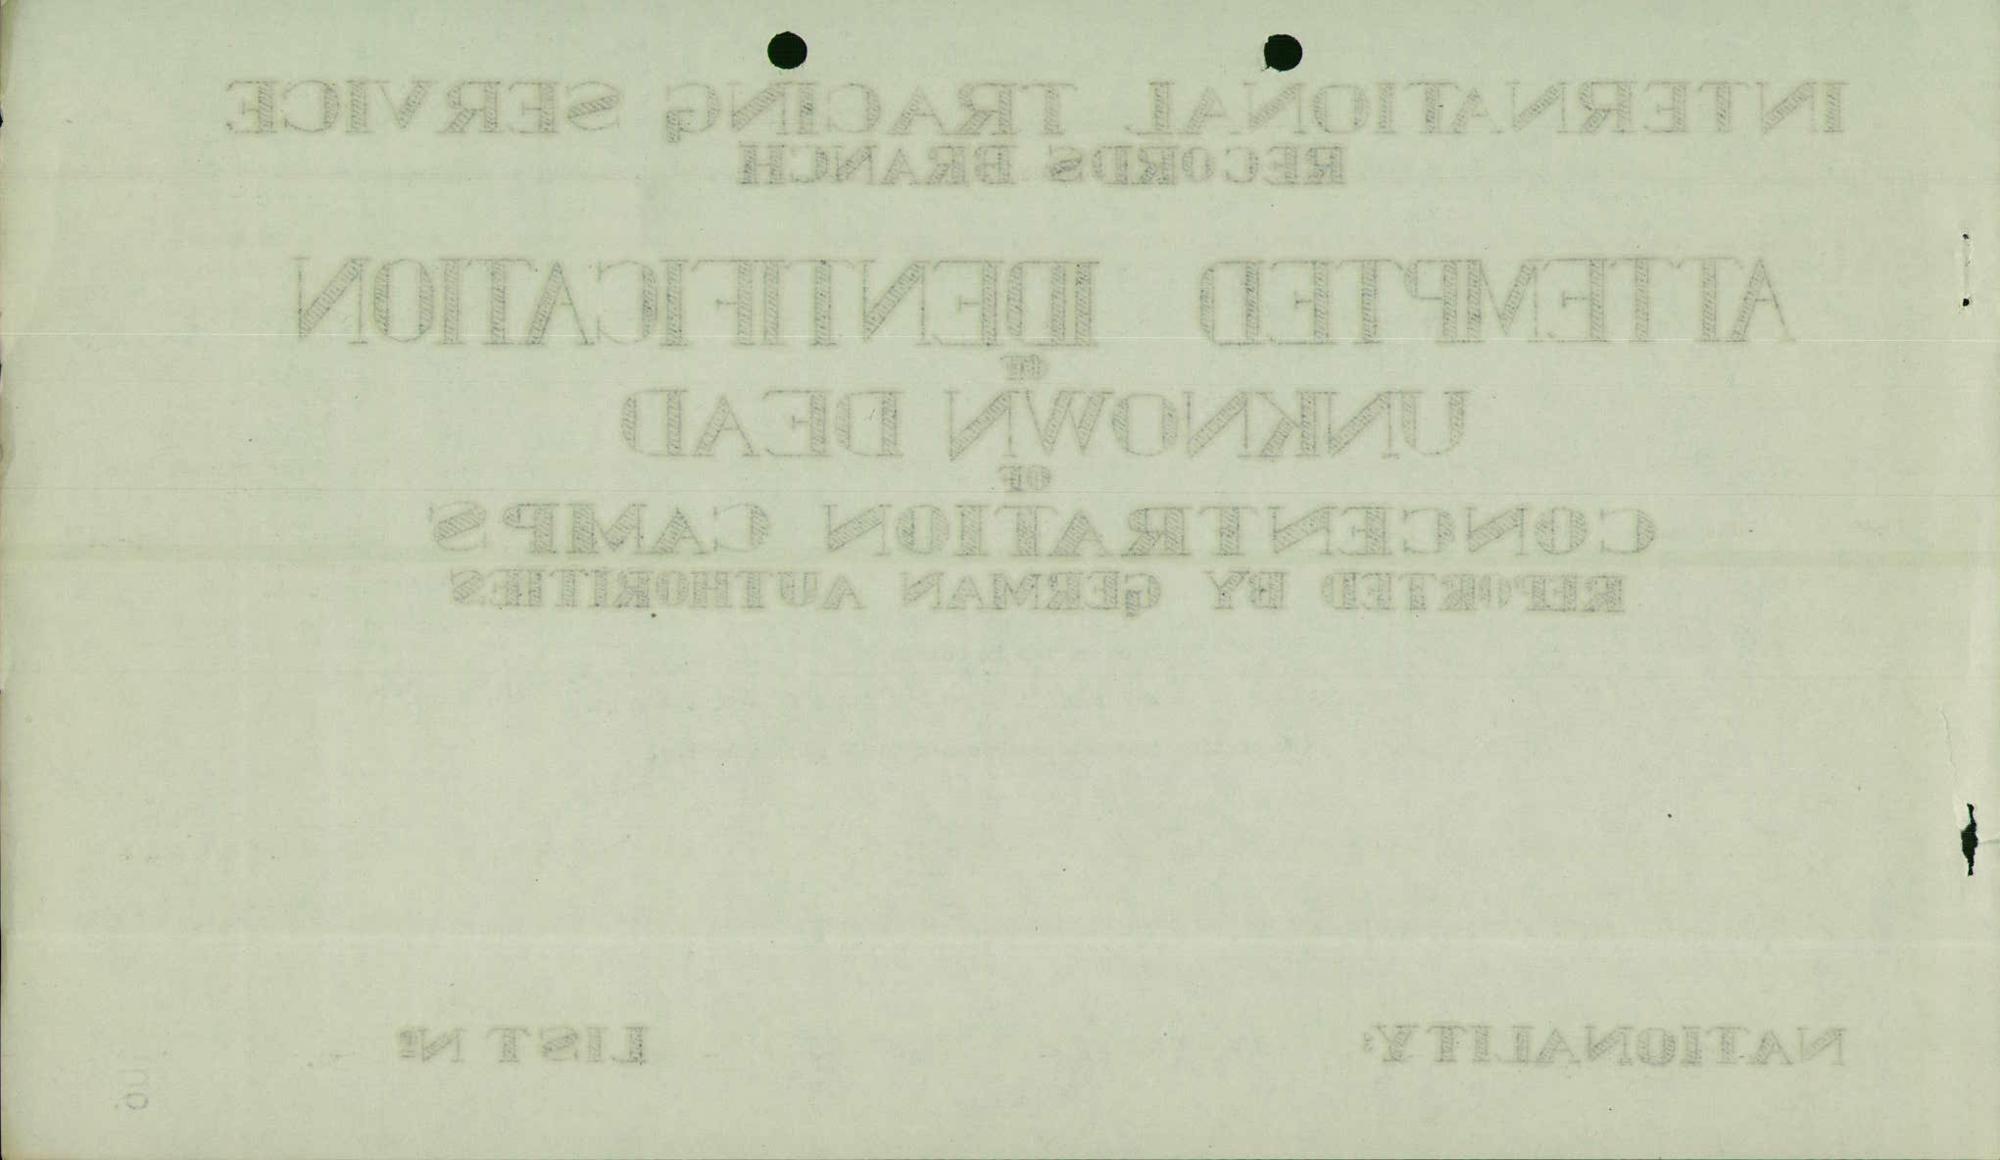 INTERNATIONAL TRACING SERVICE
RECORDS BRANCH
ATTEMPTED IDENTIFICATION
OF
UNKNOWN DEAD
OF
CONCENTRATION CAMPS
REPORTED BY GERMAN AUTHORITIES
NATIONALITY: LIST Nº